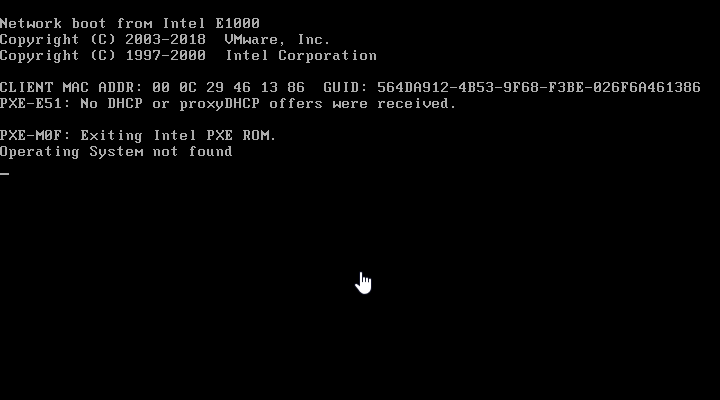 Network boot from Intel E1000
Copyright (C) 2003-2018  VMware, Inc.
Copyright (C) 1997-2000  Intel Corporation
CLIENT MAC ADDR: 00 0C 29 46 13 86  GUID: 564DA912-4B53-9F68-F3BE-026F6A461386
PXE-E51: No DHCP or proxyDHCP offers were received.
PXE-M0F: Exiting Intel PXE ROM.
Operating System not found